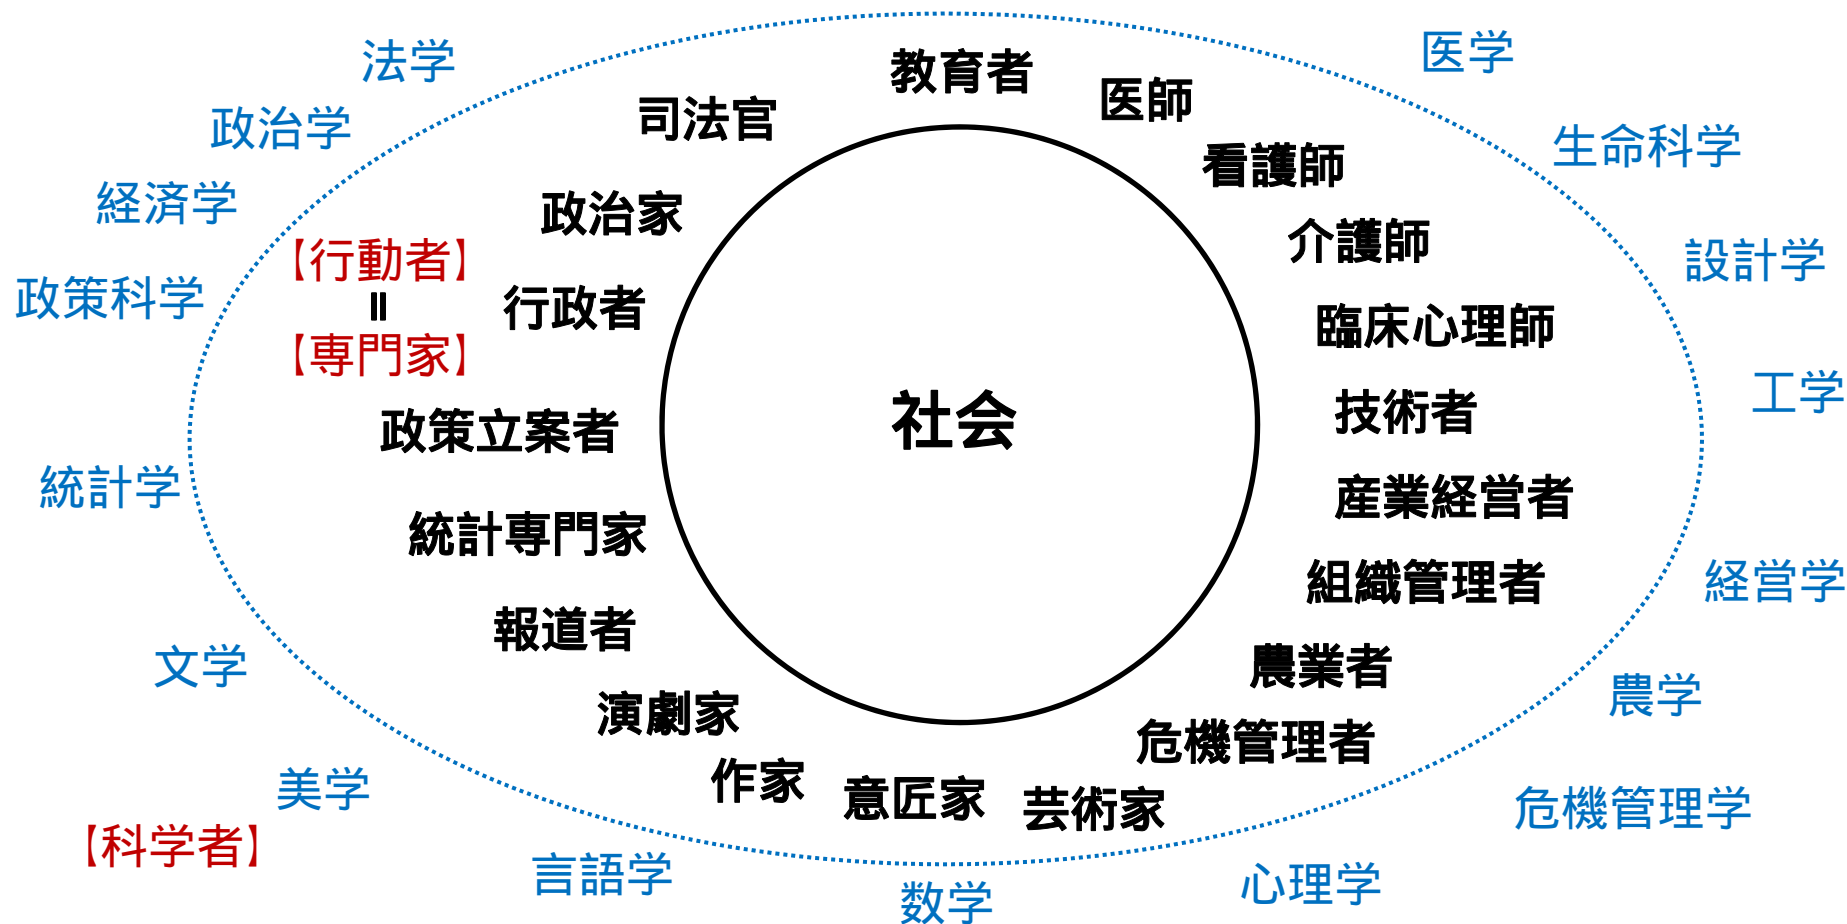 法学
教育者
医学
医師
司法官
政治学
生命科学
看護師
経済学
政治家
介護師
【行動者】
設計学
政策科学
=
行政者
臨床心理師
【専門家】
工学
技術者
社会
政策立案者
統計学
産業経営者
統計専門家
組織管理者
経営学
報道者
文学
農業者
農学
演劇家
危機管理者
作家
美学
意匠家
芸術家
危機管理学
【科学者】
言語学
心理学
数学